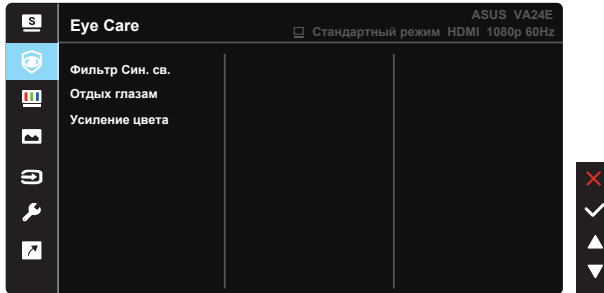 S
Eye Care
ASUS VA24E
Стандартный режим HDMI 1080p 60Hz
Фильтр Син. св.
Отдых глазам
Усиление цвета